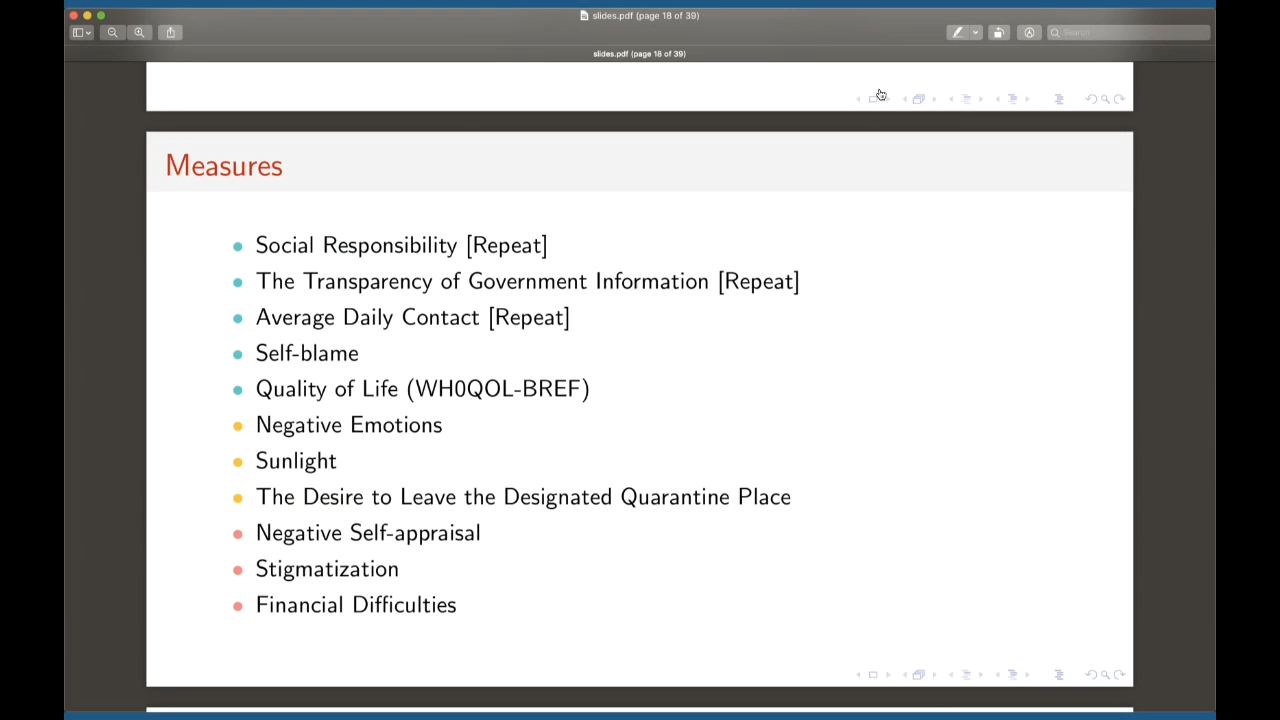 slides.pdf (page 18 of 39)
Search
slides.pdf (page 18 of 39)
Measures
Social Responsibility [Repeat]
The Transparency of Government Information [Repeat]
Average Daily Contact [Repeat]
Self-blame
Quality of Life (WH0QOL-BREF)
Negative Emotions
Sunlight
The Desire to Leave the Designated Quarantine Place
Negative Self-appraisal
Stigmatization
Financial Difficulties